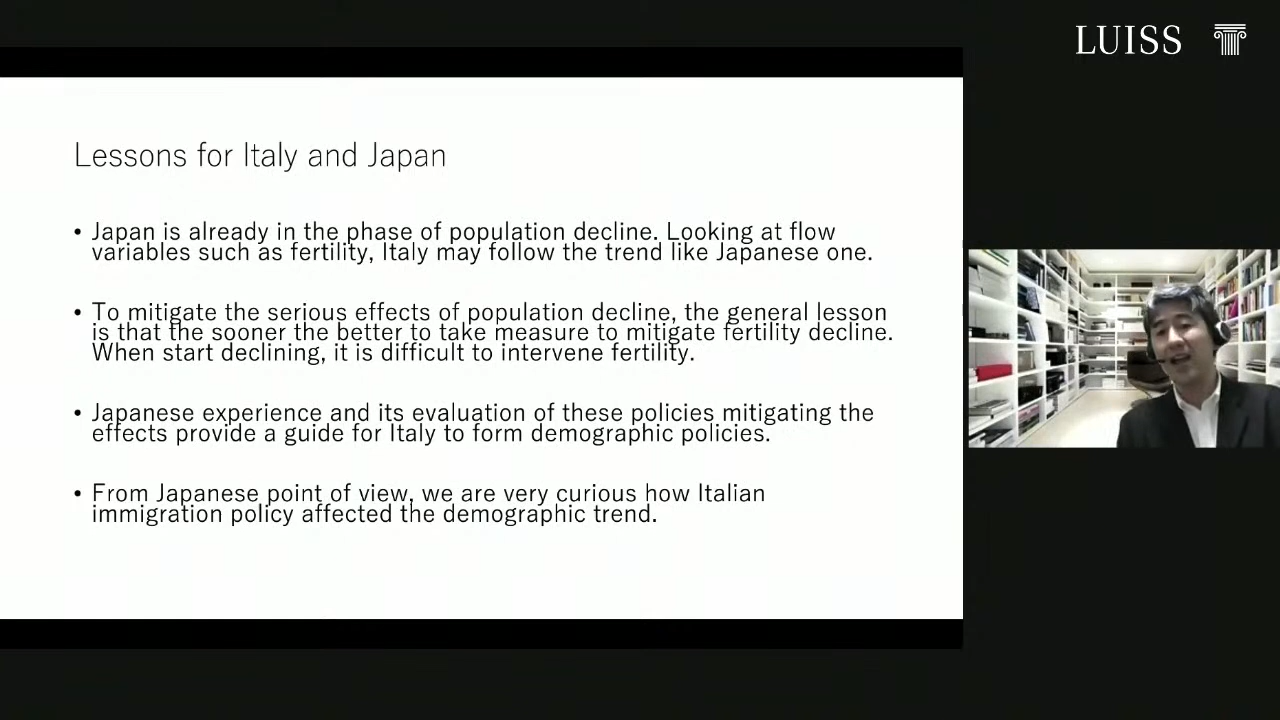 LUISS
Lessons for Italy and Japan
• Japan is already in the phase of population decline. Looking at flow
variables such as fertility, Italy may follow the trend like Japanese one.
• To mitigate the serious effects of population decline, the general lesson
is that the sooner the better to take measure to mitigate fertility decline.
When start declining, it is difficult to intervene fertility.
• Japanese experience and its evaluation of these policies mitigating the
effects provide a guide for Italy to form demographic policies.
• From Japanese point of view, we are very curious how Italian
immigration policy affected the demographic trend.